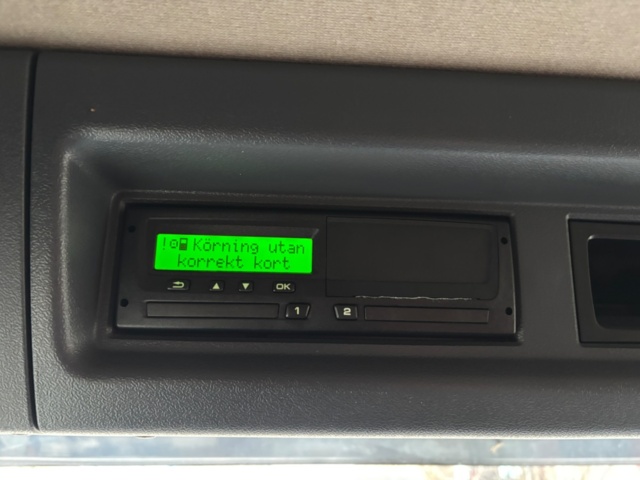 ! Körning utan
korrekt kort
OK
1 2